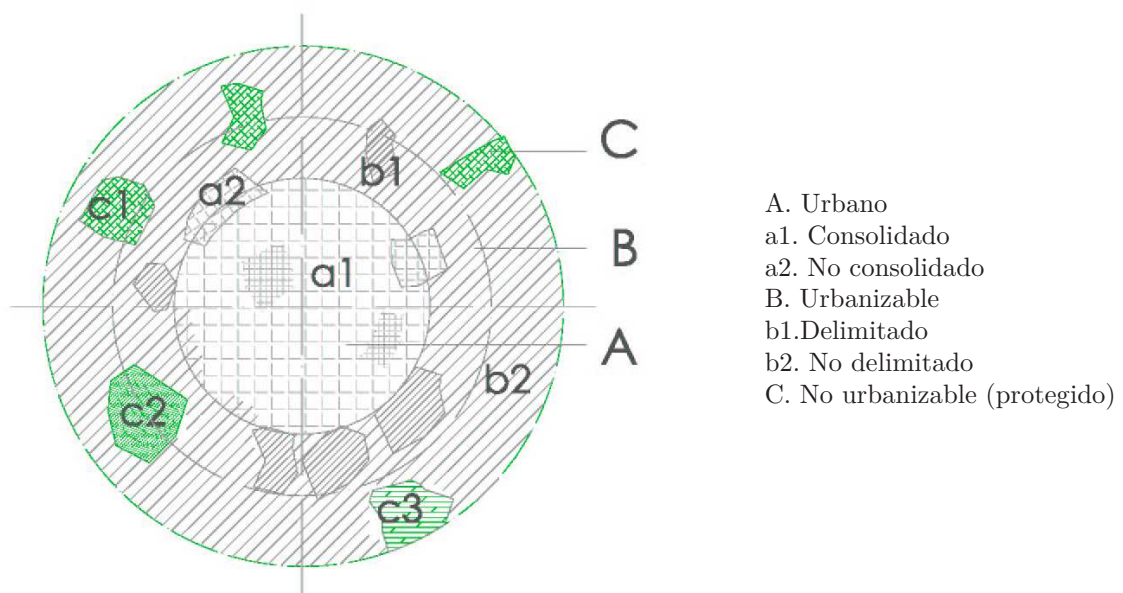 C
b1
a2
c1
B
a1
A
b2
c2
c3
A. Urbano
a1. Consolidado
a2. No consolidado
B. Urbanizable
b1.Delimitado
b2. No delimitado
C. No urbanizable (protegido)